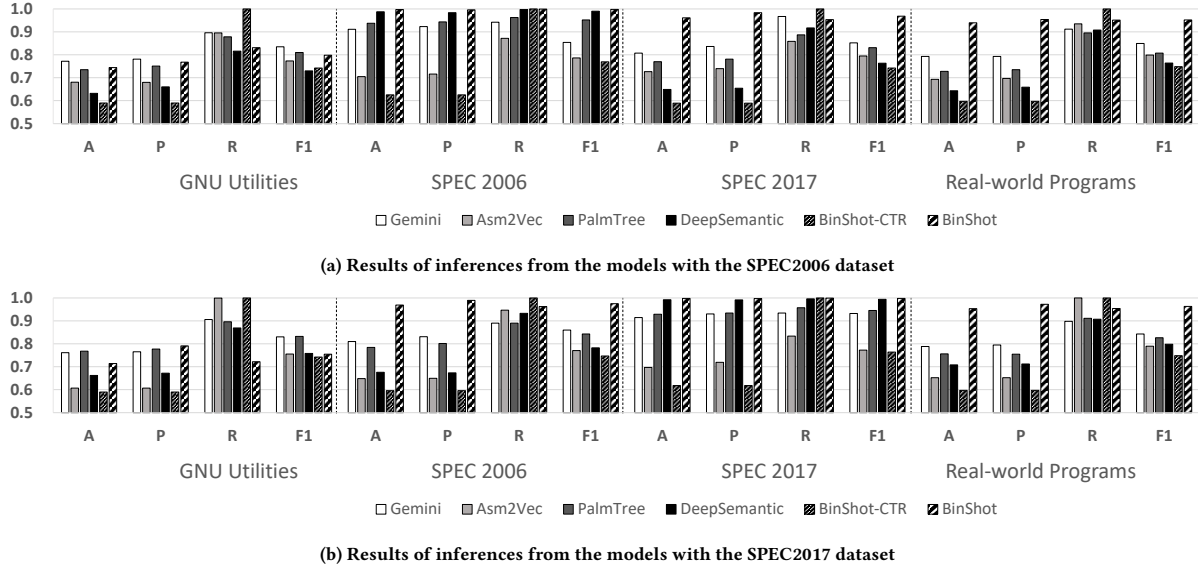 1.0
0.9
0.8
0.7
0.6
0.5
A P R F1 A P R F1 A P R F1 A P R F1
GNU Utilities SPEC 2006 SPEC 2017 Real-world Programs
Gemini Asm2Vec PalmTree DeepSemantic BinShot-CTR BinShot
(a) Results of inferences from the models with the SPEC2006 dataset
1.0
0.9
0.8
0.7
0.6
0.5
A P R F1 A P R F1 A P R F1 A P R F1
GNU Utilities SPEC 2006 SPEC 2017 Real-world Programs
Gemini Asm2Vec PalmTree DeepSemantic BinShot-CTR BinShot
(b) Results of inferences from the models with the SPEC2017 dataset